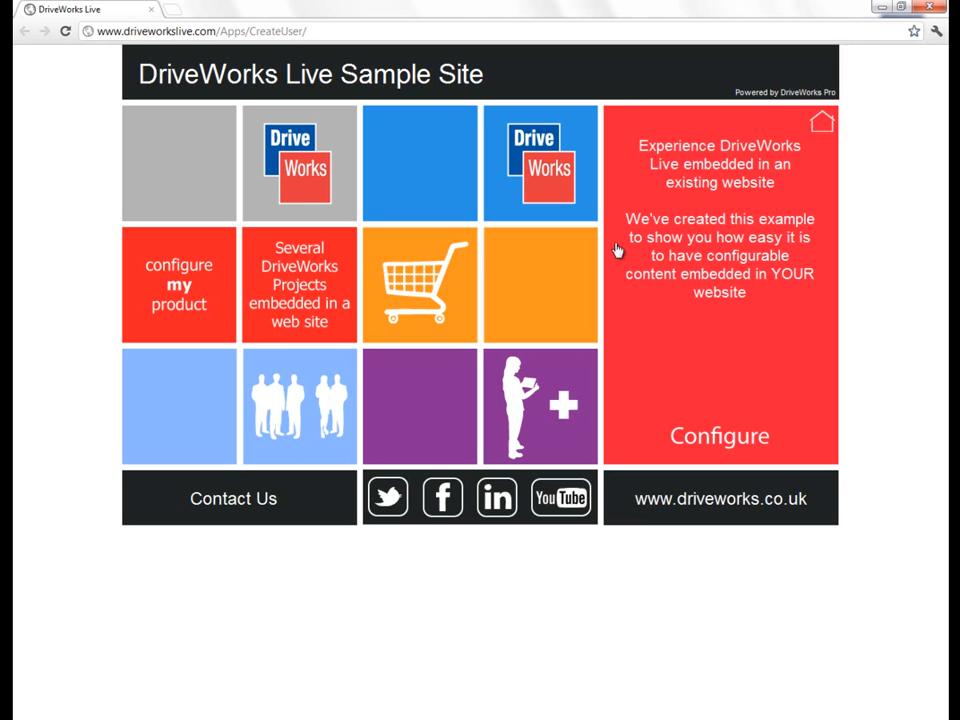 DriveWorks Live
www.driveworkslive.com/Apps/CreateUser/
DriveWorks Live Sample Site
Powered by DriveWorks Pro
Drive
Works
Drive
Works
Experience DriveWorks
Live embedded in an
existing website
We've created this example
to show you how easy it is
to have configurable
content embedded in YOUR
website
Configure
configure
my
product
Several
DriveWorks
Projects
embedded in a
web site
Contact Us
in
You Tube
www.driveworks.co.uk